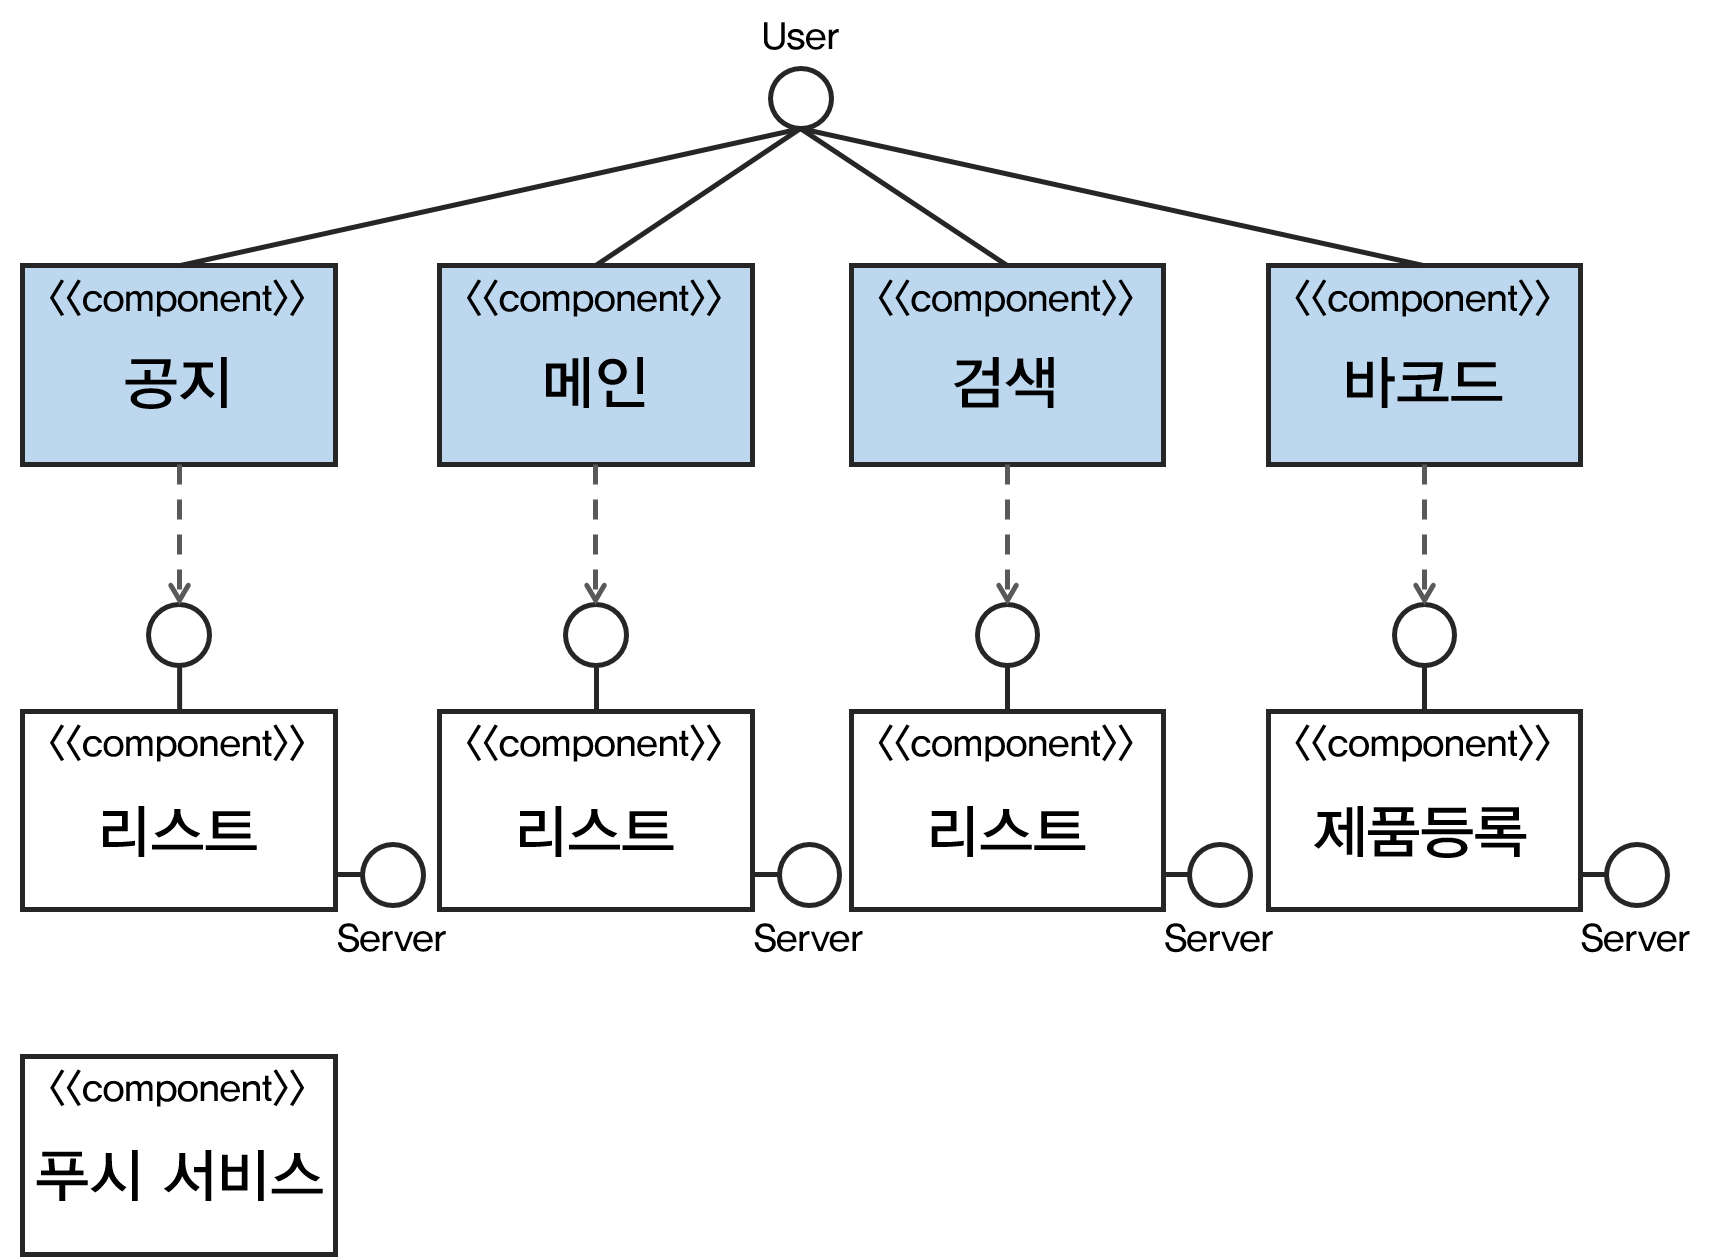 User
〈〈component〉〉
공지
〈〈component〉〉
메인
〈〈component〉〉
검색
〈〈component〉〉
바코드
〈〈component〉〉
리스트
Server
〈〈component〉〉
리스트
Server
〈〈component〉〉
리스트
Server
〈〈component〉〉
제품등록
Server
〈〈component〉〉
푸시 서비스